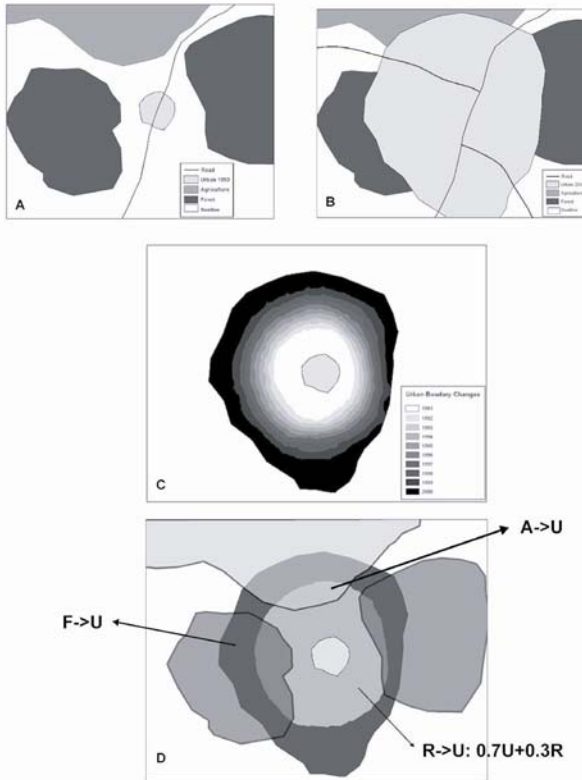 A
Road
Urban 1990
Agriculture
Forest
B
Road
Forest
C
Urban Boundary Changes
1991
1992
1993
1994
1995
1996
1997
1998
1999
2000
A->U
F->U
D
R->U: 0.7U+0.3R